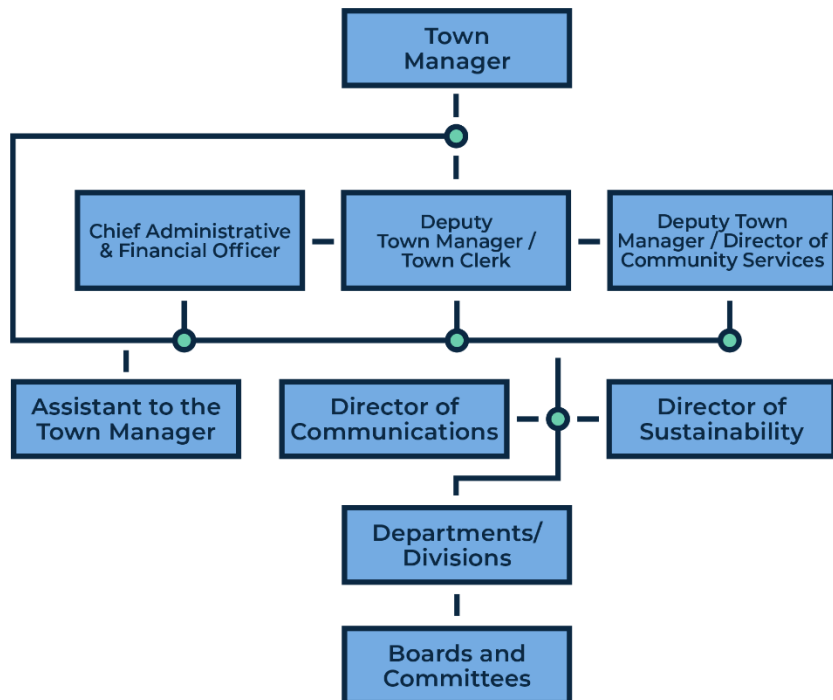 Town
Manager
Chief Administrative
& Financial Officer
Deputy
Town Manager /
Town Clerk
Deputy Town
Manager / Director of
Community Services
Assistant to the
Town Manager
Director of
Communications
Director of
Sustainability
Departments/
Divisions
Boards and
Committees